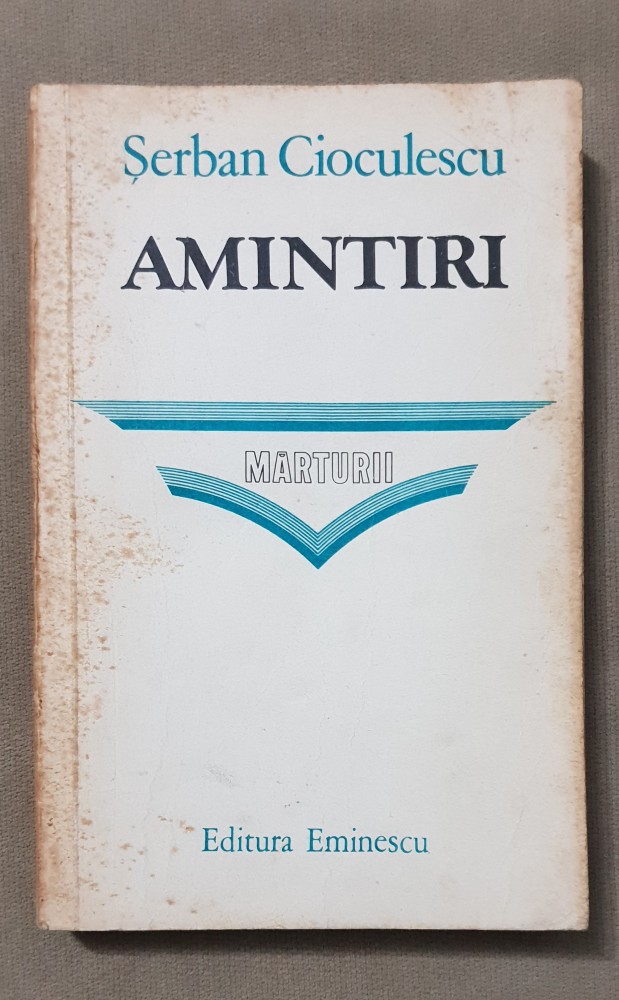 Șerban Cioculescu
AMINTIRI
MĂRTURII
Editura Eminescu